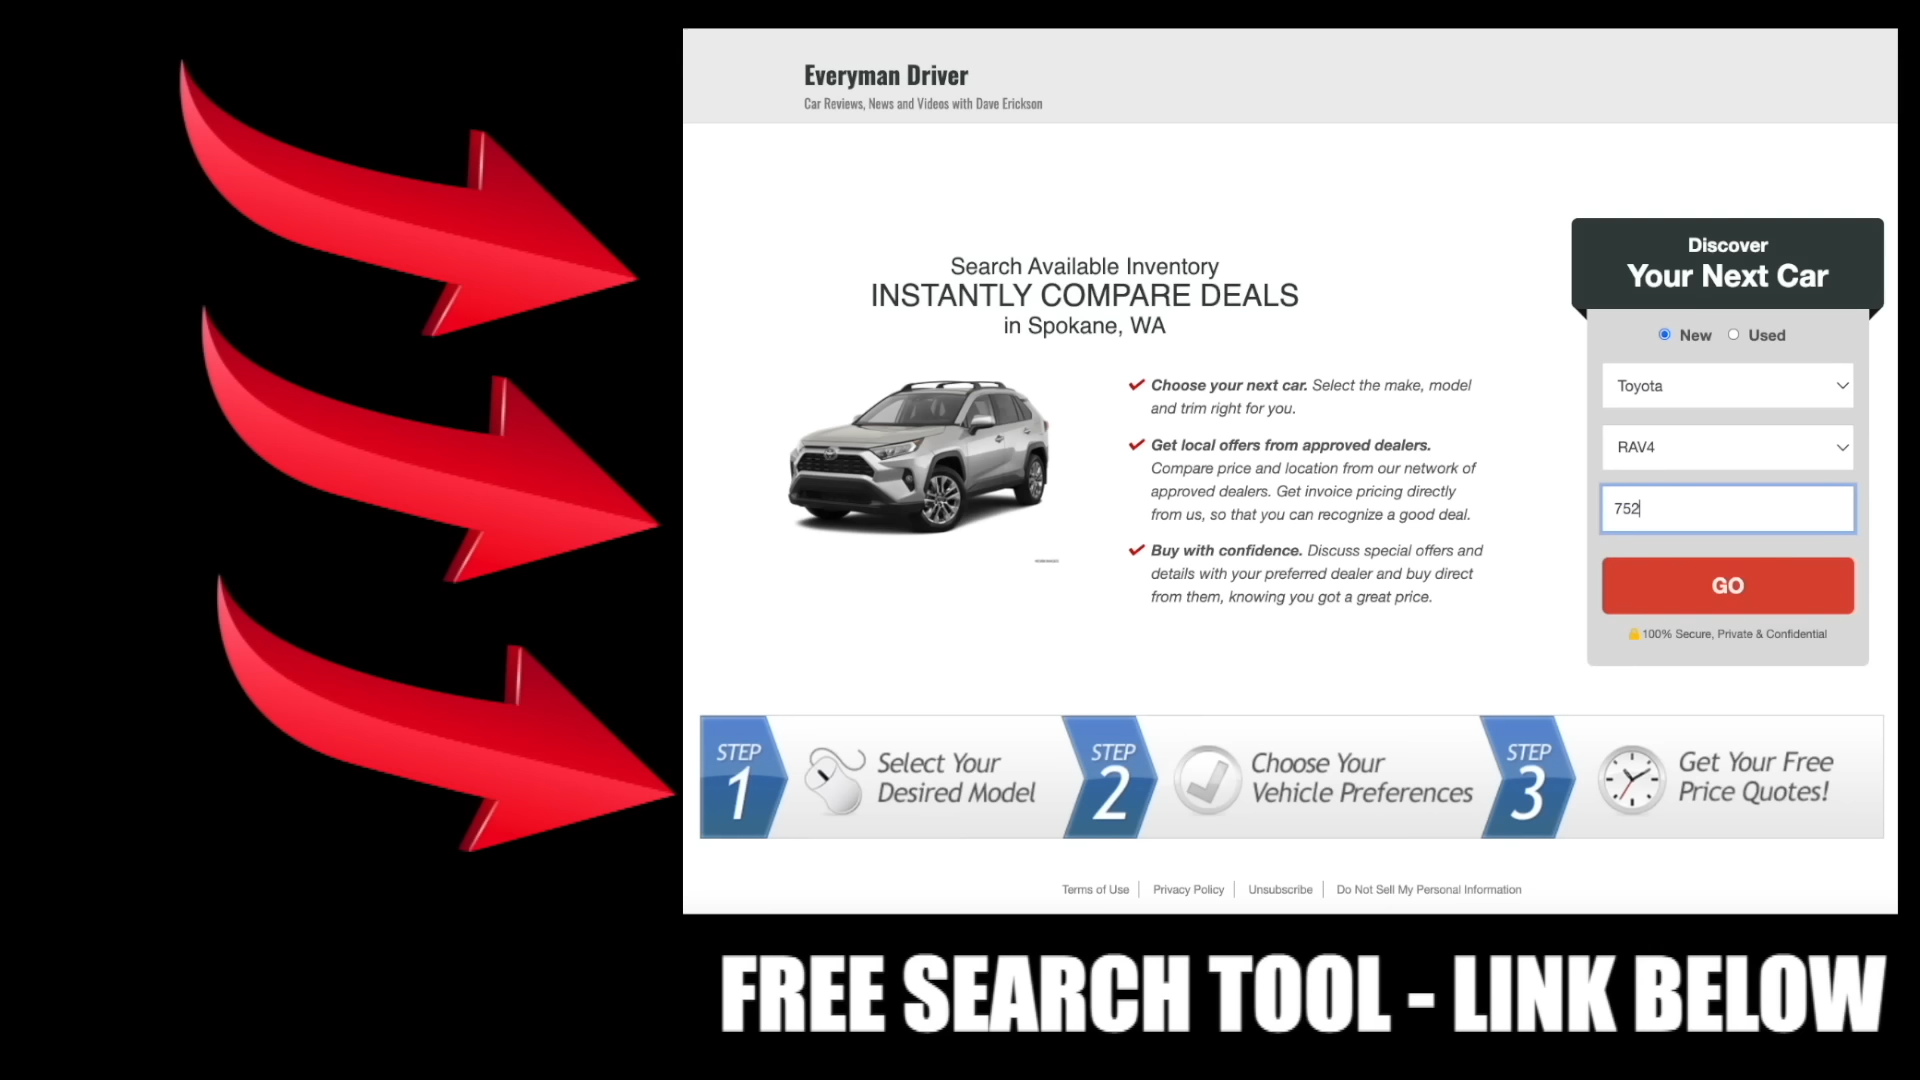 Everyman Driver
Car Reviews, News and Videos with Dave Erickson
Search Available Inventory
INSTANTLY COMPARE DEALS
in Spokane, WA
Choose your next car. Select the make, model
and trim right for you.
Get local offers from approved dealers.
Compare price and location from our network of
approved dealers. Get invoice pricing directly
from us, so that you can recognize a good deal.
Buy with confidence. Discuss special offers and
details with your preferred dealer and buy direct
from them, knowing you got a great price.
Discover
Your Next Car
New Used
Toyota
RAV4
752
GO
100% Secure, Private & Confidential
STEP
1
Select Your
Desired Model
STEP
2
Choose Your
Vehicle Preferences
STEP
3
Get Your Free
Price Quotes!
Terms of Use Privacy Policy Unsubscribe Do Not Sell My Personal Information
FREE SEARCH TOOL - LINK BELOW